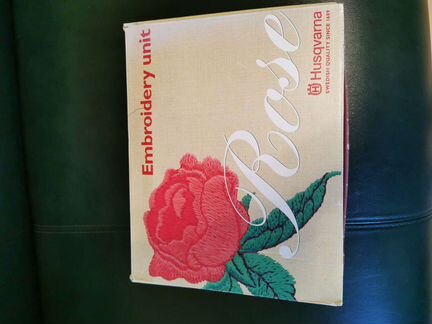 Embroidery unit
Rose
Husqvarna
SWEDISH QUALITY SINCE 1689